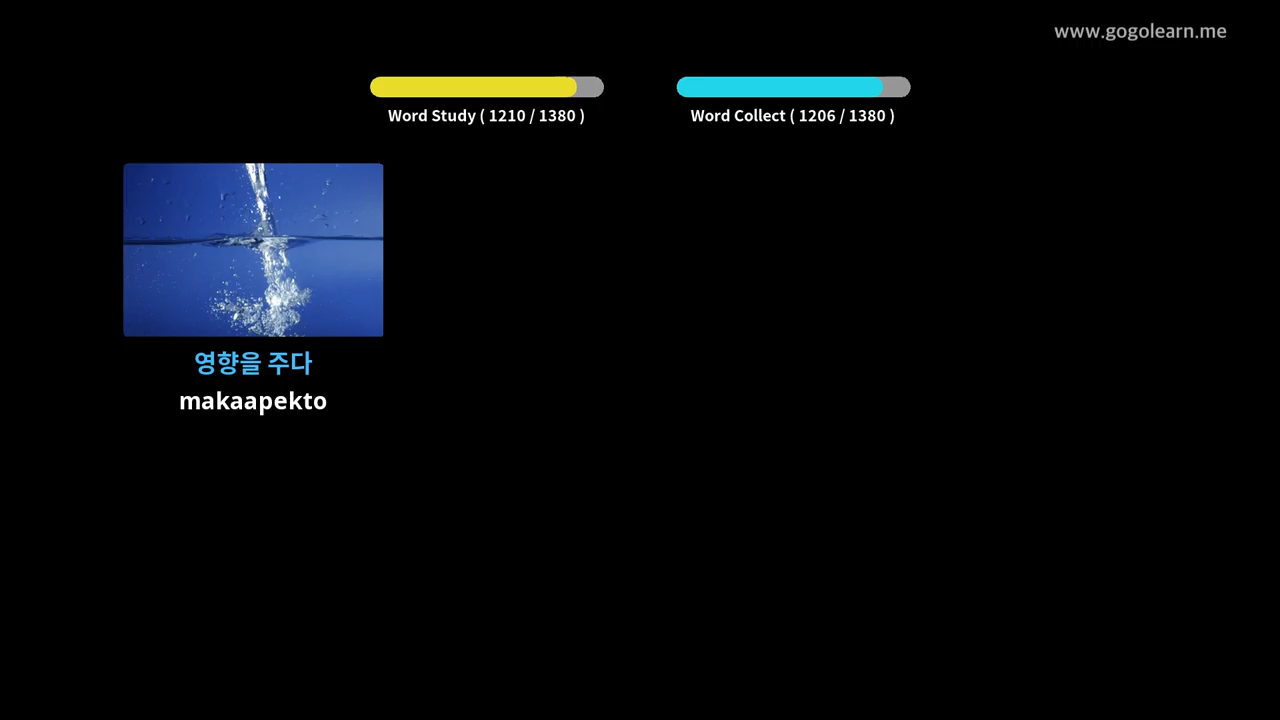 www.gogolearn.me
Word Study ( 1210 / 1380 )
Word Collect ( 1206 / 1380 )
영향을 주다
makaapekto